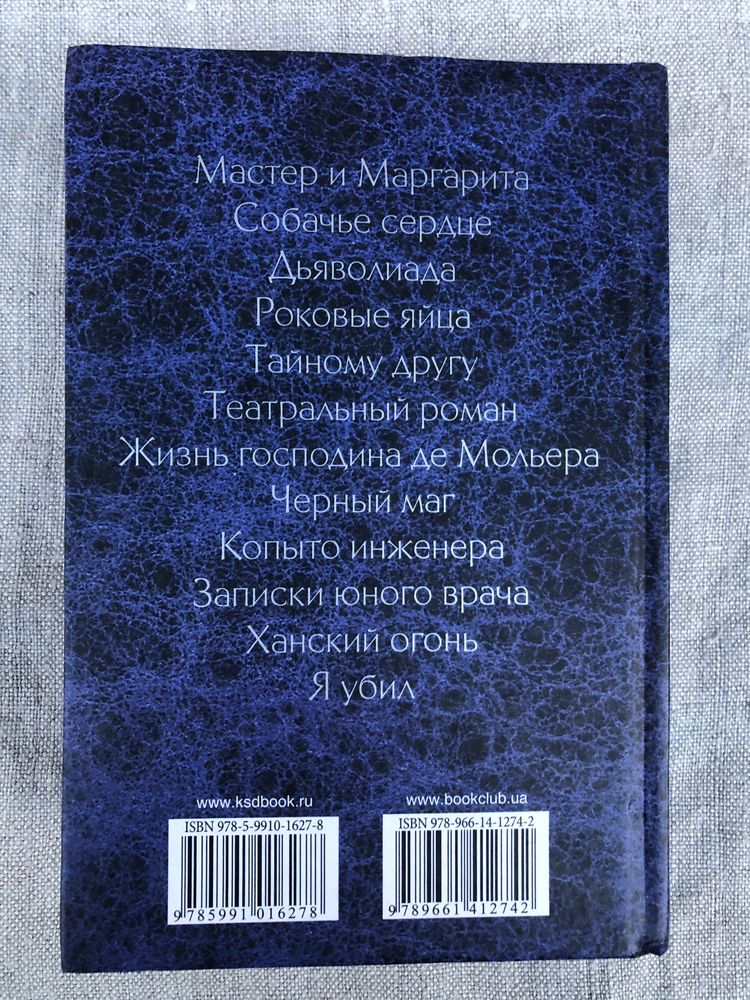 Мастер и Маргарита
Собачье сердце
Дьяволиада
Роковые яйца
Тайному другу
Театральный роман
Жизнь господина де Мольера
Черный маг
Копыто инженера
Записки юного врача
Ханский огонь
Я убил
www.ksdbook.ru
ISBN 978-5-9910-1627-8
9 785991 016278
www.bookclub.ua
ISBN 978-966-14-1274-2
9 789661 412742